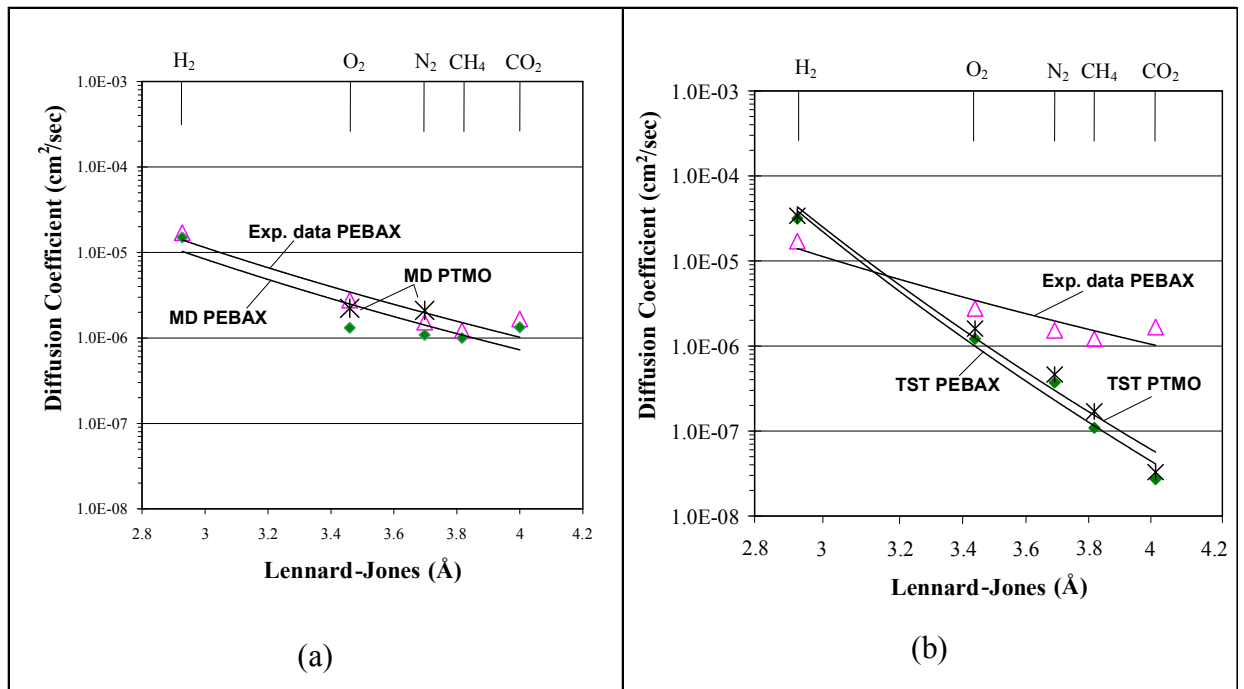 H₂ O₂ N₂ CH₄ CO₂
1.0E-03
1.0E-04
1.0E-05
1.0E-06
1.0E-07
1.0E-08
Diffusion Coefficient (cm²/sec)
Exp. data PEBAX
MD PTMO
MD PEBAX
2.8 3 3.2 3.4 3.6 3.8 4 4.2
Lennard-Jones (Å)
(a)
H₂ O₂ N₂ CH₄ CO₂
1.0E-03
1.0E-04
1.0E-05
1.0E-06
1.0E-07
1.0E-08
Diffusion Coefficient (cm²/sec)
Exp. data PEBAX
TST PEBAX
TST PTMO
2.8 3 3.2 3.4 3.6 3.8 4 4.2
Lennard-Jones (Å)
(b)